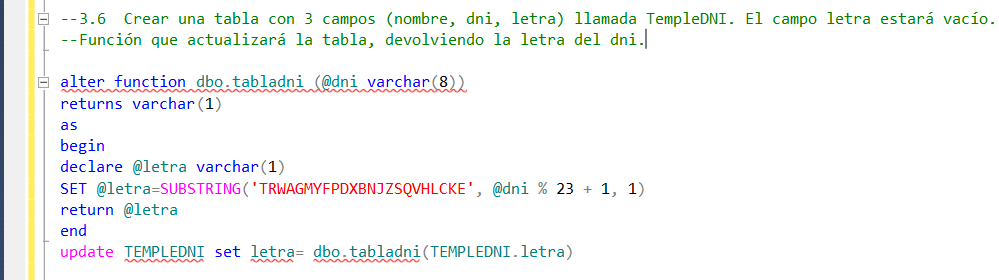 --3.6  Crear una tabla con 3 campos (nombre, dni, letra) llamada TempleDNI. El campo letra estará vacío.
--Función que actualizará la tabla, devolviendo la letra del dni.
alter function dbo.tabladni (@dni varchar(8))
returns varchar(1)
as
begin
declare @letra varchar(1)
SET @letra=SUBSTRING('TRWAGMYFPDXBNJZSQVHLCKE', @dni % 23 + 1, 1)
return @letra
end
update TEMPLEDNI set letra= dbo.tabladni(TEMPLEDNI.letra)